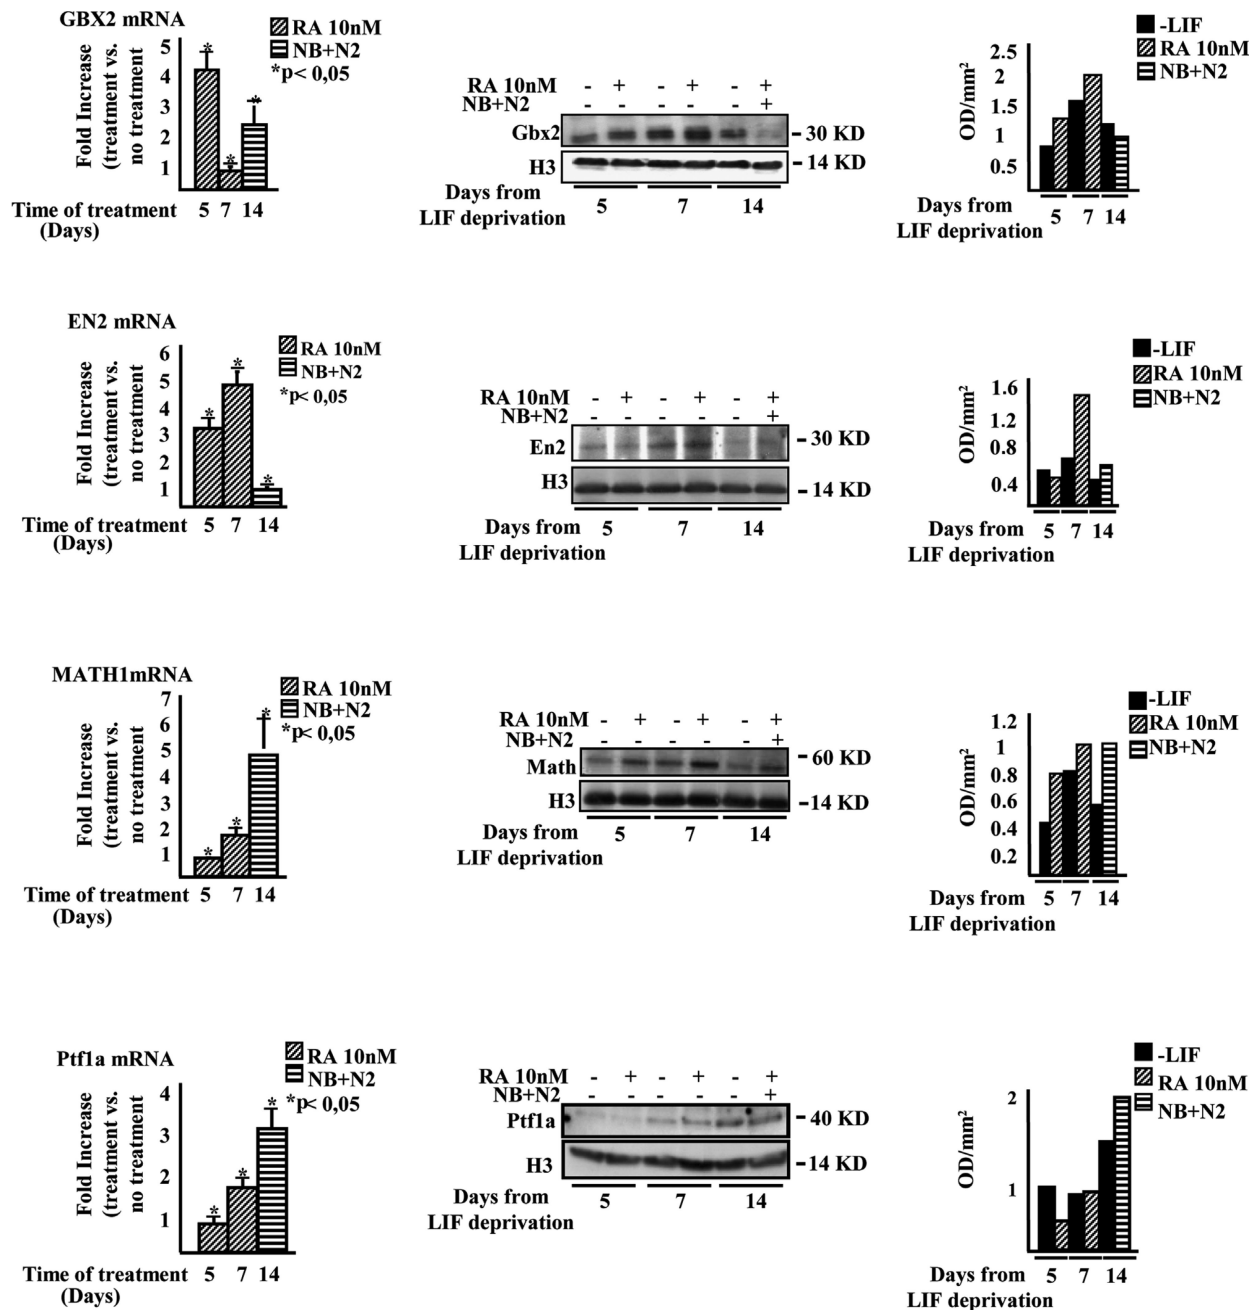 GBX2 mRNA
Fold Increase
(treatment vs.
no treatment
5
4
3
2
1
*
*
*
RA 10nM
NB+N2
*p< 0,05
Time of treatment 5 7 14
(Days)
RA 10nM - + - + - +
NB+N2 - - - - - +
Gbx2
- 30 KD
H3
- 14 KD
Days from
LIF deprivation
5 7 14
OD/mm²
2.5
2
1.5
1
0.5
-LIF
RA 10nM
NB+N2
Days from
LIF deprivation
5 7 14
EN2 mRNA
Fold Increase
(treatment vs.
no treatment
6
5
4
3
2
1
*
*
*
RA 10nM
NB+N2
*p< 0,05
Time of treatment 5 7 14
(Days)
RA 10nM - + - + - +
NB+N2 - - - - - +
En2
- 30 KD
H3
- 14 KD
Days from
LIF deprivation
5 7 14
OD/mm²
1.6
1.2
0.8
0.4
-LIF
RA 10nM
NB+N2
Days from
LIF deprivation
5 7 14
MATH1mRNA
Fold Increase
(treatment vs.
no treatment
7
6
5
4
3
2
1
*
*
*
RA 10nM
NB+N2
*p< 0,05
Time of treatment 5 7 14
(Days)
RA 10nM - + - + - +
NB+N2 - - - - - +
Math
- 60 KD
H3
-14 KD
Days from
LIF deprivation
5 7 14
OD/mm²
1.2
1
0.8
0.6
0.4
0.2
-LIF
RA 10nM
NB+N2
Days from
LIF deprivation
5 7 14
Ptf1a mRNA
Fold Increase
(treatment vs.
no treatment
4
3
2
1
*
*
*
RA 10nM
NB+N2
*p< 0,05
Time of treatment 5 7 14
(Days)
RA 10nM - + - + - +
NB+N2 - - - - - +
Ptf1a
- 40 KD
H3
-14 KD
Days from
LIF deprivation
5 7 14
OD/mm²
2
1
-LIF
RA 10nM
NB+N2
Days from
LIF deprivation
5 7 14